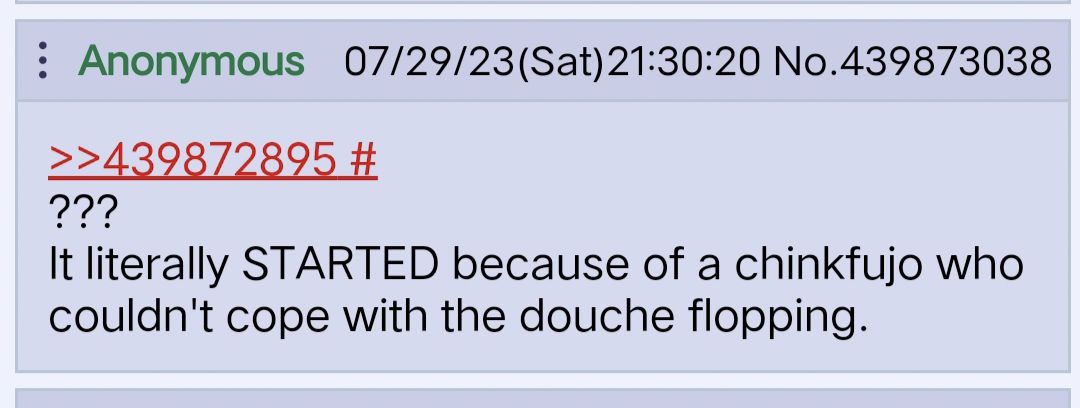 Anonymous 07/29/23(Sat)21:30:20 No.439873038
>>439872895 #
???
It literally STARTED because of a chinkfujo who
couldn't cope with the douche flopping.